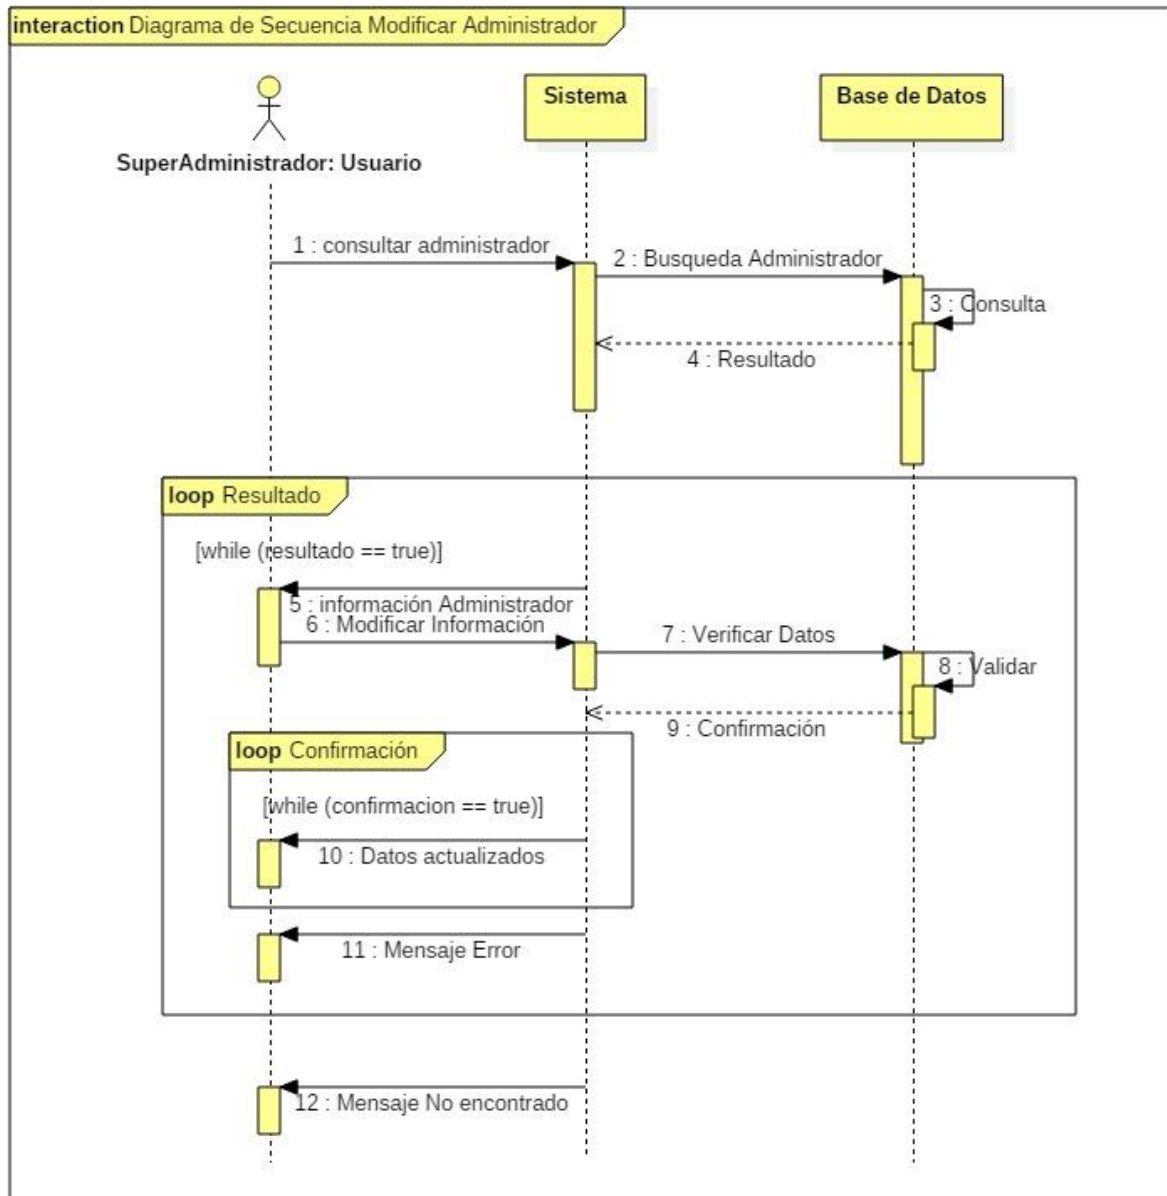 interaction Diagrama de Secuencia Modificar Administrador
Sistema
Base de Datos
SuperAdministrador: Usuario
1 : consultar administrador
2 : Busqueda Administrador
3 : Consulta
4 : Resultado
loop Resultado
[while (resultado == true)]
5 : información Administrador
6 : Modificar Información
7 : Verificar Datos
8 : Validar
9 : Confirmación
loop Confirmación
[while (confirmacion == true)]
10 : Datos actualizados
11 : Mensaje Error
12 : Mensaje No encontrado